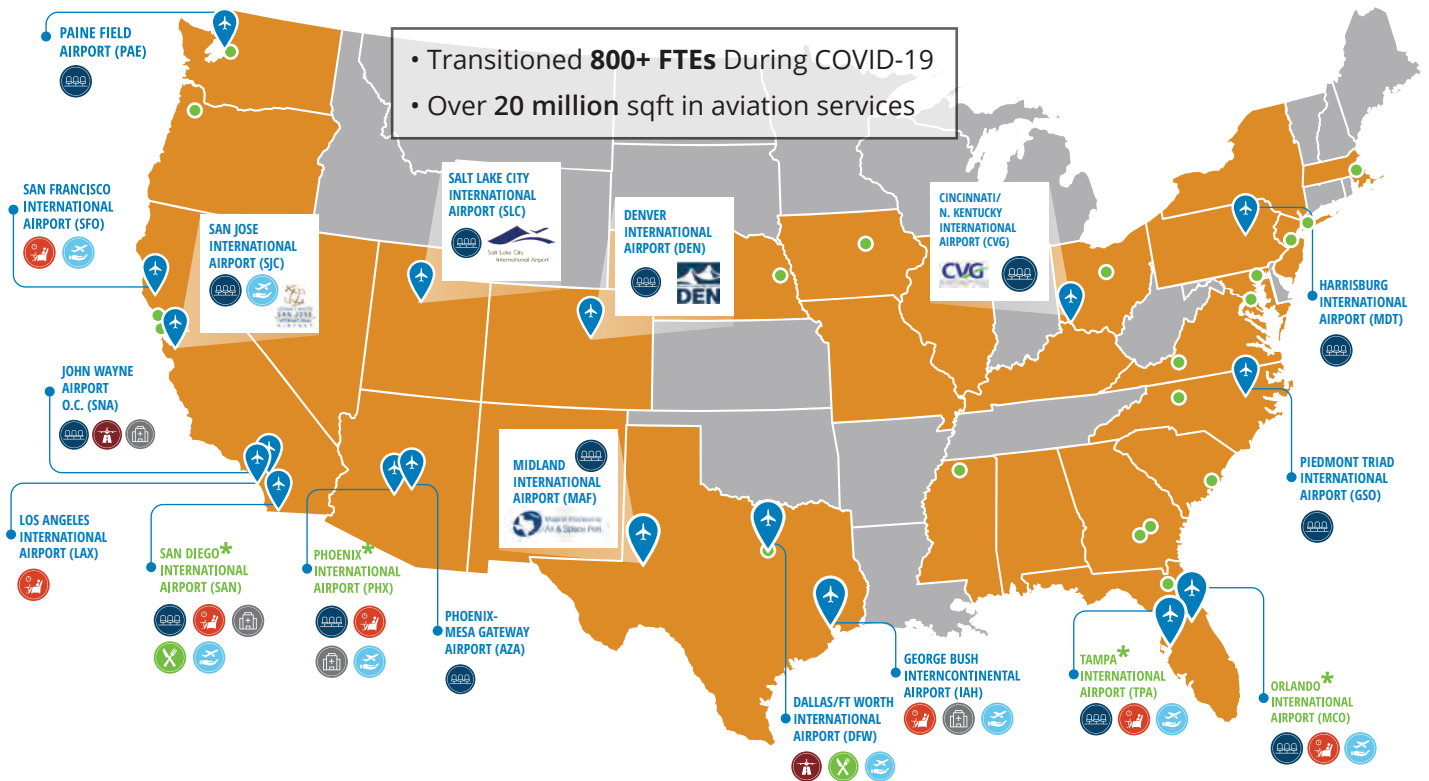 PAINE FIELD
AIRPORT (PAE)
• Transitioned 800+ FTEs During COVID-19
• Over 20 million sqft in aviation services
SAN FRANCISCO
INTERNATIONAL
AIRPORT (SFO)
SAN JOSE
INTERNATIONAL
AIRPORT (SJC)
SAN JOSE
SALT LAKE CITY
INTERNATIONAL
AIRPORT (SLC)
Salt Lake City
International Airport
DENVER
INTERNATIONAL
AIRPORT (DEN)
DEN
CINCINNATI/
N. KENTUCKY
INTERNATIONAL
AIRPORT (CVG)
CVG
HARRISBURG
INTERNATIONAL
AIRPORT (MDT)
JOHN WAYNE
AIRPORT
O.C. (SNA)
MIDLAND
INTERNATIONAL
AIRPORT (MAF)
Air & Space Port
PIEDMONT TRIAD
INTERNATIONAL
AIRPORT (GSO)
LOS ANGELES
INTERNATIONAL
AIRPORT (LAX)
SAN DIEGO*
INTERNATIONAL
AIRPORT (SAN)
PHOENIX*
INTERNATIONAL
AIRPORT (PHX)
PHOENIX-
MESA GATEWAY
AIRPORT (AZA)
DALLAS/FT WORTH
INTERNATIONAL
AIRPORT (DFW)
GEORGE BUSH
INTERNCONTINENTAL
AIRPORT (IAH)
TAMPA*
INTERNATIONAL
AIRPORT (TPA)
ORLANDO*
INTERNATIONAL
AIRPORT (MCO)